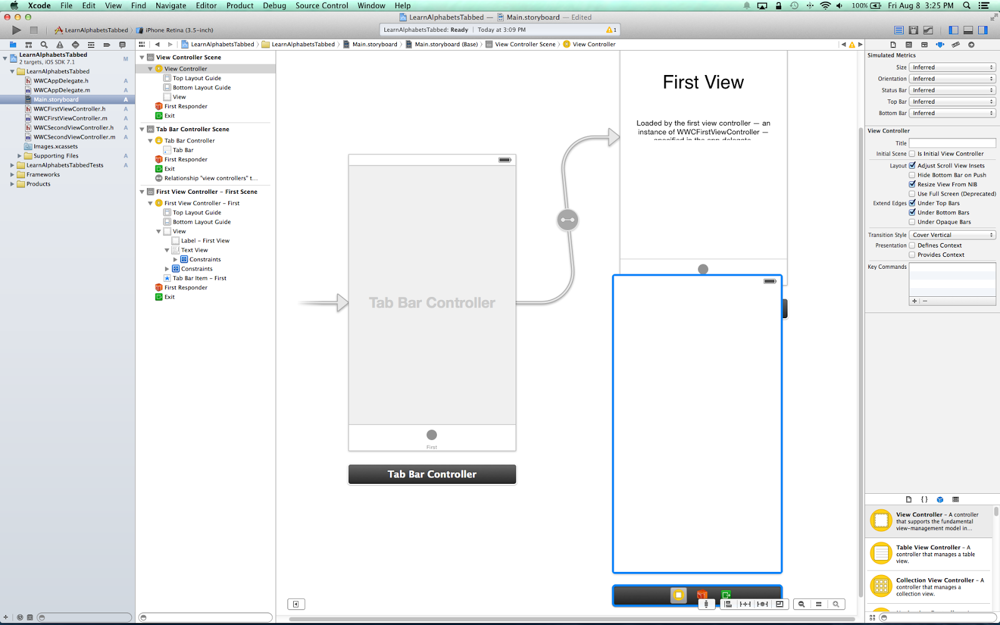 Xcode File Edit View Find Navigate Editor Product Debug Source Control Window Help 100% Fri Aug 8 3:25 PM
LearnAlphabetsTabbed — Main.storyboard — Edited
LearnAlphabetsTabbed iPhone Retina (3.5-inch)
LearnAlphabetsTabbed: Ready | Today at 3:09 PM 1
LearnAlphabetsTabbed LearnAlphabetsTabbed Main.storyboard Main.storyboard (Base) View Controller Scene View Controller
LearnAlphabetsTabbed M
2 targets, iOS SDK 7.1
LearnAlphabetsTabbed
WWCAppDelegate.h A
WWCAppDelegate.m A
Main.storyboard A
WWCFirstViewController.h A
WWCFirstViewController.m A
WWCSecondViewController.h A
WWCSecondViewController.m A
Images.xcassets
Supporting Files A
LearnAlphabetsTabbedTests A
Frameworks
Products
View Controller Scene
View Controller
Top Layout Guide
Bottom Layout Guide
View
First Responder
Exit
Tab Bar Controller Scene
Tab Bar Controller
Tab Bar
First Responder
Exit
Relationship "view controllers" t...
First View Controller – First Scene
First View Controller – First
Top Layout Guide
Bottom Layout Guide
View
Label – First View
Text View
Constraints
Constraints
Tab Bar Item – First
First Responder
Exit
Tab Bar Controller
First
Tab Bar Controller
First View
Loaded by the first view controller — an
instance of WWCFirstViewController —
specified in the app delegate
Simulated Metrics
Size Inferred
Orientation Inferred
Status Bar Inferred
Top Bar Inferred
Bottom Bar Inferred
View Controller
Title
Initial Scene Is Initial View Controller
Layout Adjust Scroll View Insets
Hide Bottom Bar on Push
Resize View From NIB
Use Full Screen (Deprecated)
Extend Edges Under Top Bars
Under Bottom Bars
Under Opaque Bars
Transition Style Cover Vertical
Presentation Defines Context
Provides Context
Key Commands
+ −
View Controller – A controller
that supports the fundamental
view-management model in...
Table View Controller – A
controller that manages a table
view.
Collection View Controller – A
controller that manages a
collection view.